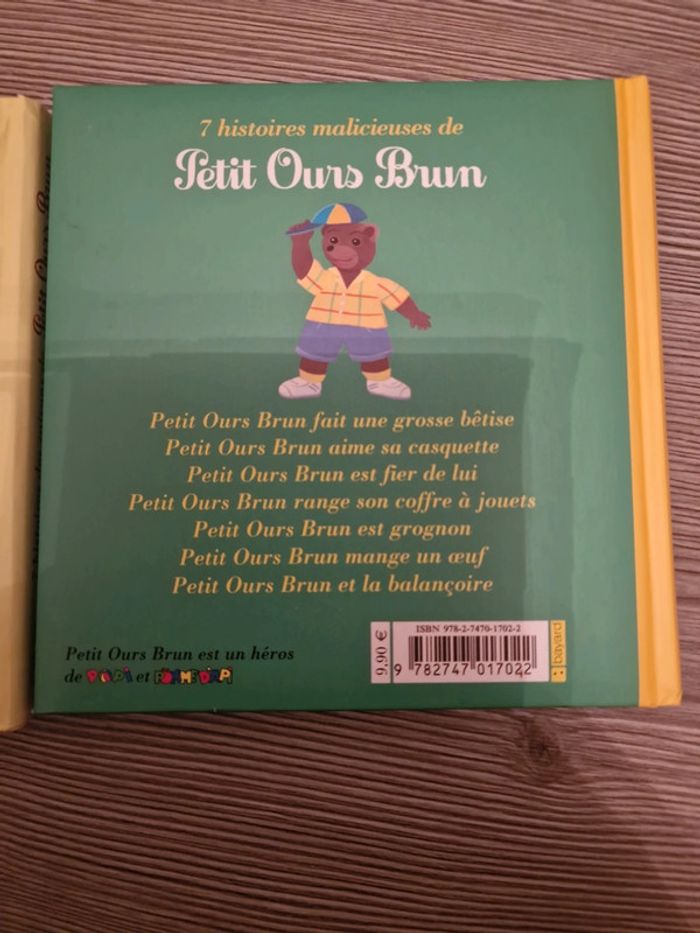 7 histoires malicieuses de
Petit Ours Brun
Petit Ours Brun fait une grosse bêtise
Petit Ours Brun aime sa casquette
Petit Ours Brun est fier de lui
Petit Ours Brun range son coffre à jouets
Petit Ours Brun est grognon
Petit Ours Brun mange un œuf
Petit Ours Brun et la balançoire
Petit Ours Brun est un héros
de POPI et POMME D'API
9,90 €
ISBN 978-2-7470-1702-2
9 782747 017022
bayard
Petit Ours Brun